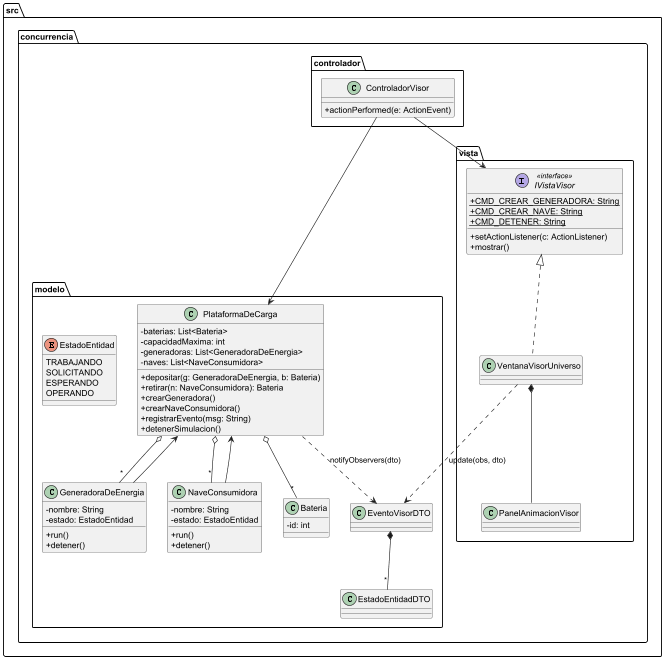 src
concurrencia
controlador
C ControladorVisor
+actionPerformed(e: ActionEvent)
vista
«interface»
I IVistaVisor
+CMD_CREAR_GENERADORA: String
+CMD_CREAR_NAVE: String
+CMD_DETENER: String
+setActionListener(c: ActionListener)
+mostrar()
modelo
C PlataformaDeCarga
-baterias: List<Bateria>
-capacidadMaxima: int
-generadoras: List<GeneradoraDeEnergia>
-naves: List<NaveConsumidora>
+depositar(g: GeneradoraDeEnergia, b: Bateria)
+retirar(n: NaveConsumidora): Bateria
+crearGeneradora()
+crearNaveConsumidora()
+registrarEvento(msg: String)
+detenerSimulacion()
E EstadoEntidad
TRABAJANDO
SOLICITANDO
ESPERANDO
OPERANDO
C VentanaVisorUniverso
notifyObservers(dto)
update(obs, dto)
*
*
*
C GeneradoraDeEnergia
-nombre: String
-estado: EstadoEntidad
+run()
+detener()
C NaveConsumidora
-nombre: String
-estado: EstadoEntidad
+run()
+detener()
C Bateria
-id: int
C EventoVisorDTO
C PanelAnimacionVisor
*
C EstadoEntidadDTO